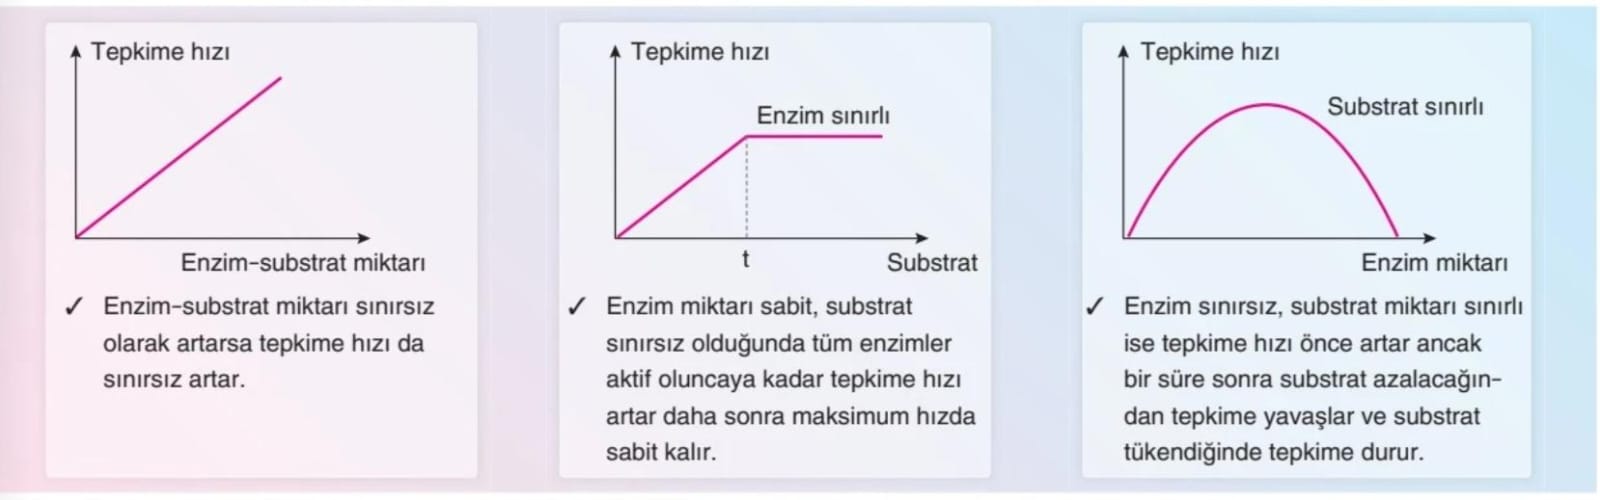 Tepkime hızı
Enzim-substrat miktarı
✓ Enzim-substrat miktarı sınırsız
olarak artarsa tepkime hızı da
sınırsız artar.
Tepkime hızı
Enzim sınırlı
t
Substrat
✓ Enzim miktarı sabit, substrat
sınırsız olduğunda tüm enzimler
aktif oluncaya kadar tepkime hızı
artar daha sonra maksimum hızda
sabit kalır.
Tepkime hızı
Substrat sınırlı
Enzim miktarı
✓ Enzim sınırsız, substrat miktarı sınırlı
ise tepkime hızı önce artar ancak
bir süre sonra substrat azalacağın-
dan tepkime yavaşlar ve substrat
tükendiğinde tepkime durur.